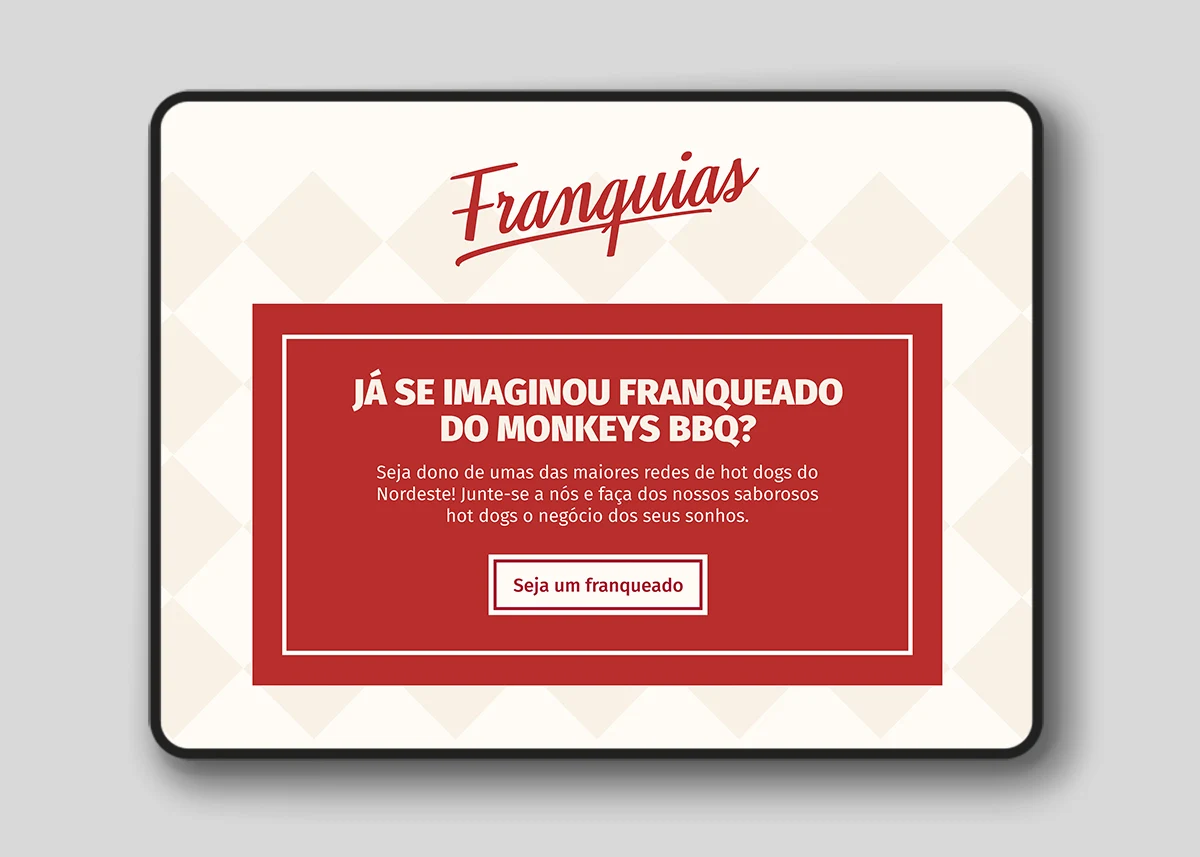 Franquias
JÁ SE IMAGINOU FRANQUEADO
DO MONKEYS BBQ?
Seja dono de umas das maiores redes de hot dogs do
Nordeste! Junte-se a nós e faça dos nossos saborosos
hot dogs o negócio dos seus sonhos.
Seja um franqueado